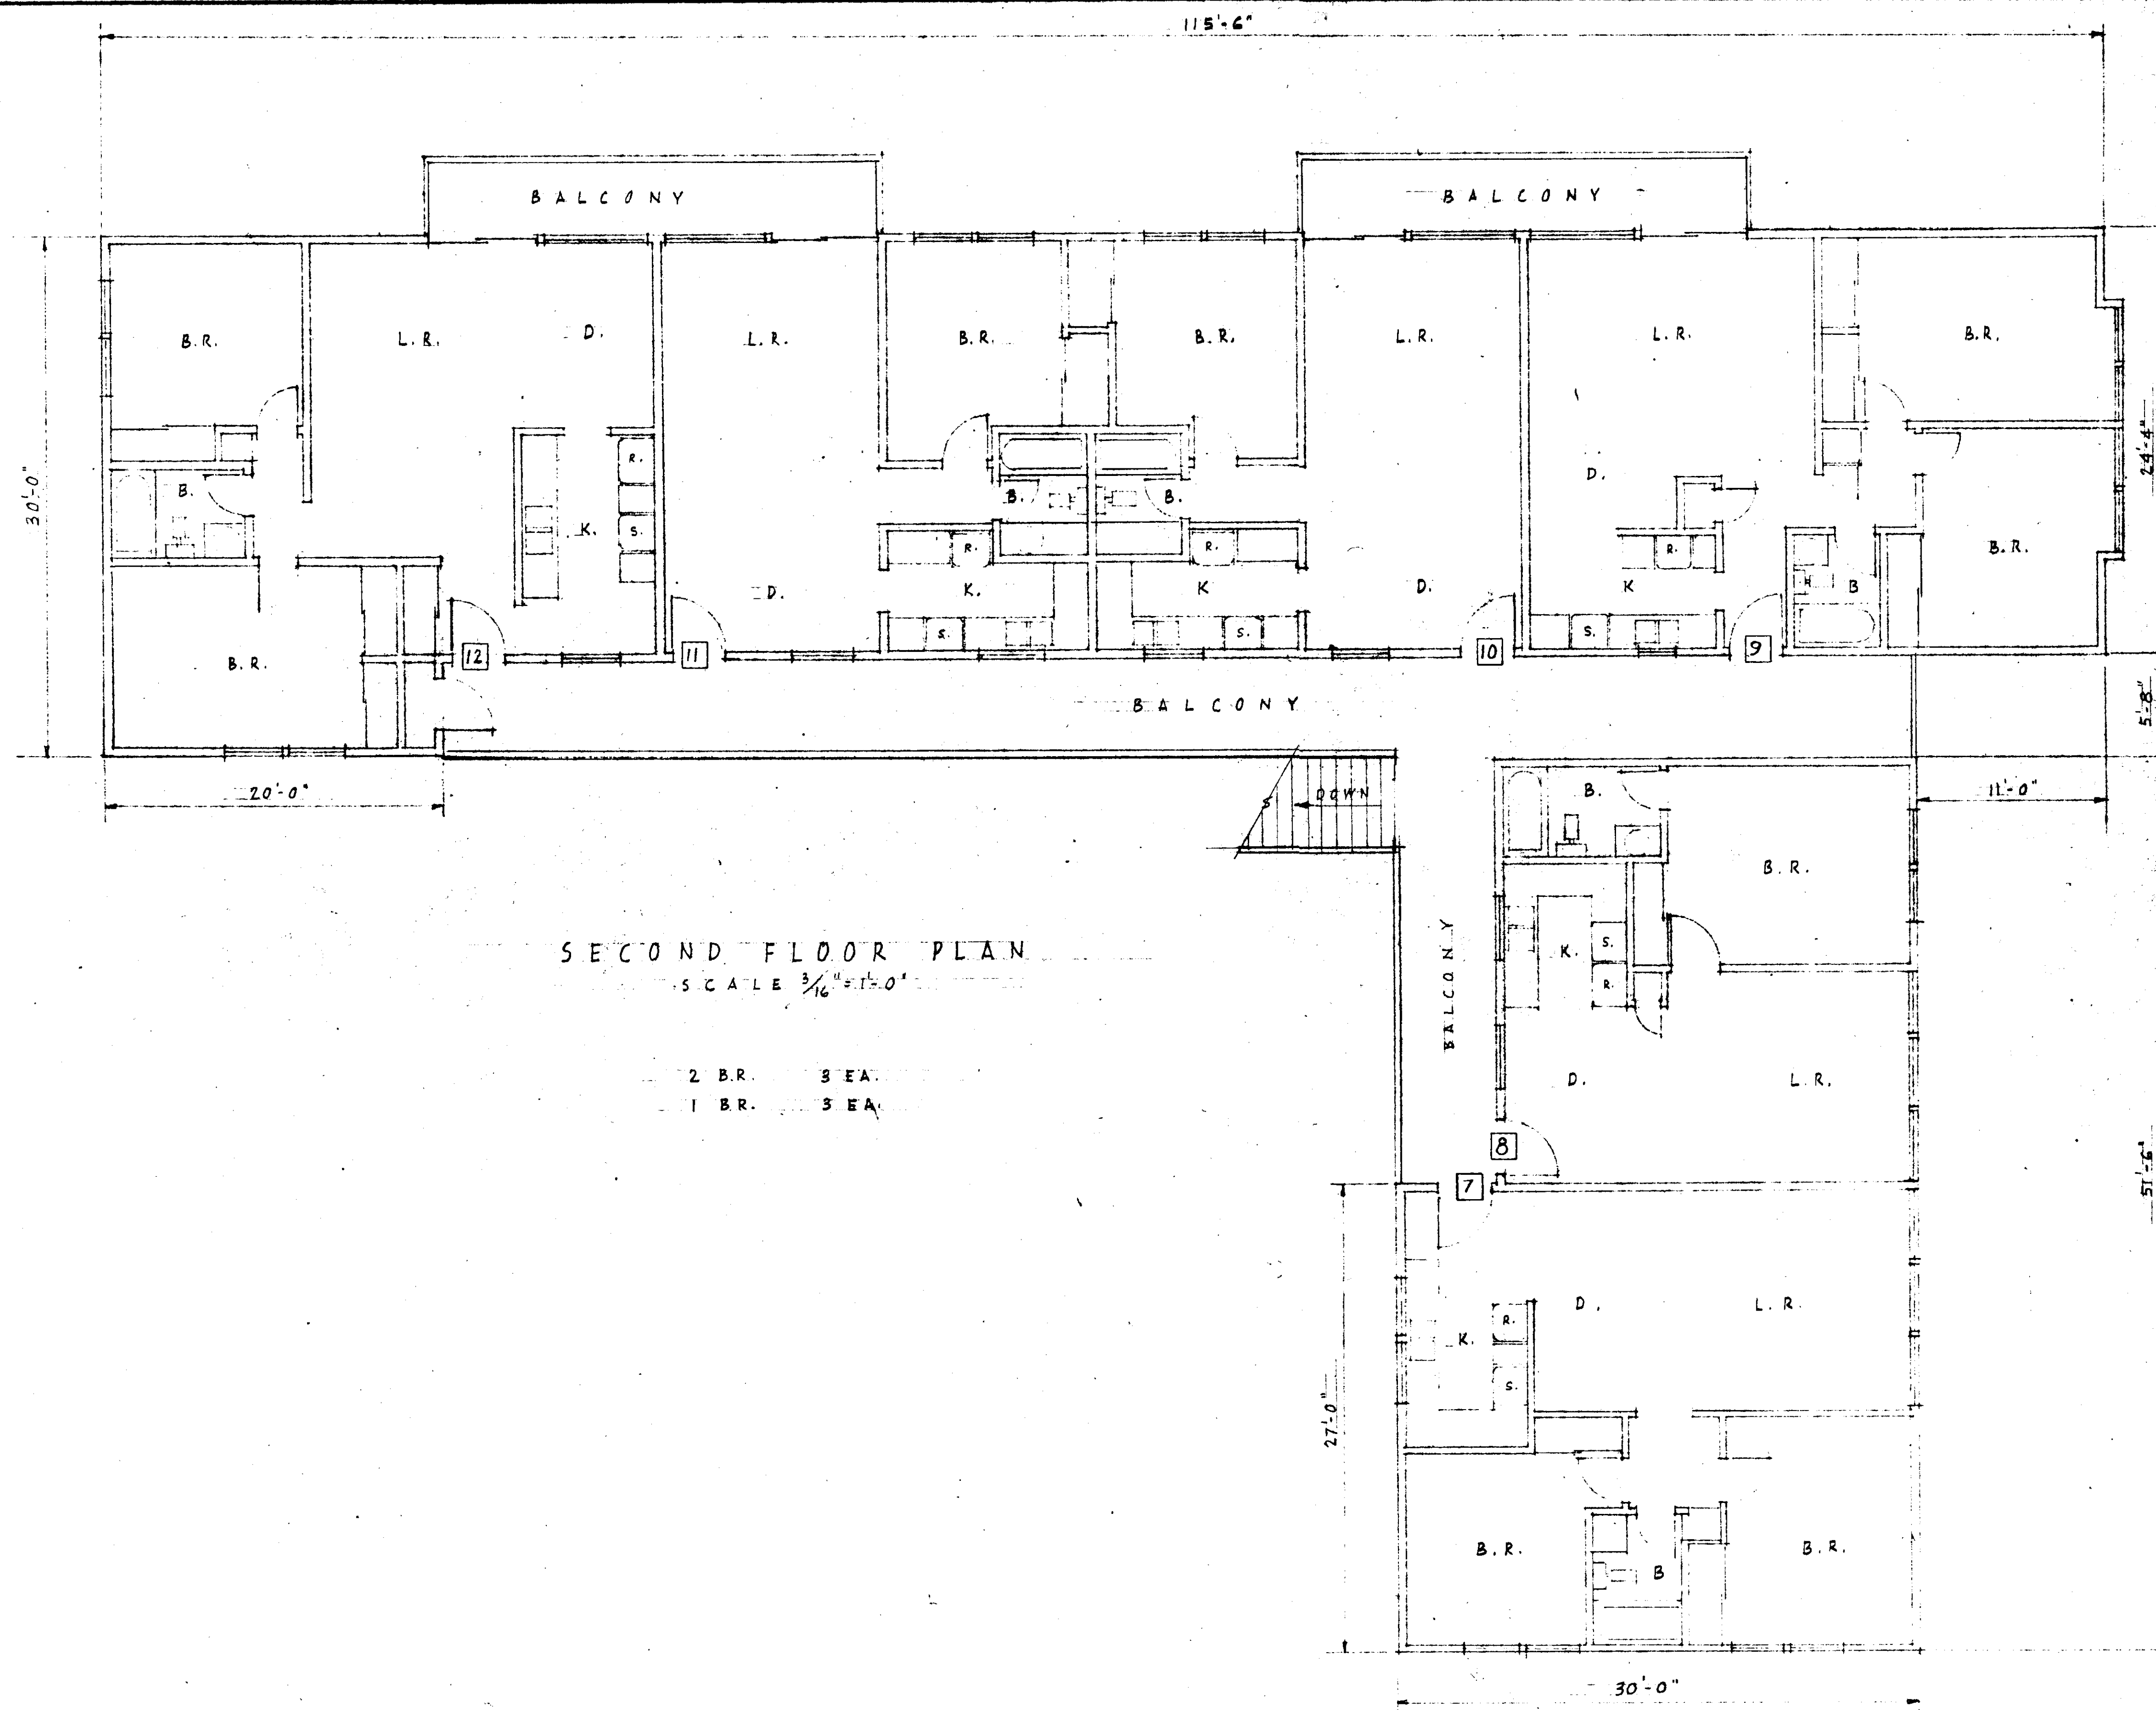 115'-6"
BALCONY
BALCONY
B.R.
L.R.
D.
L.R.
B.R.
B.R.
L.R.
L.R.
B.R.
30'-0"
24'-4"
R.
D.
B.
K.
S.
B.
B.
R.
R.
R.
B.R.
D.
K.
K
D.
K
B
S.
S.
S.
B.R.
12
11
10
9
BALCONY
5'-8"
20'-0"
S
DOWN
B.
11'-0"
B.R.
SECOND FLOOR PLAN
SCALE 3/16"=1'-0"
BALCONY
K.
S.
R.
2 B.R. 3 EA.
1 B.R. 3 EA.
D.
L.R.
8
7
51'-6"
D.
L.R.
R.
K.
S.
27'-0"
B.R.
B
B.R.
30'-0"